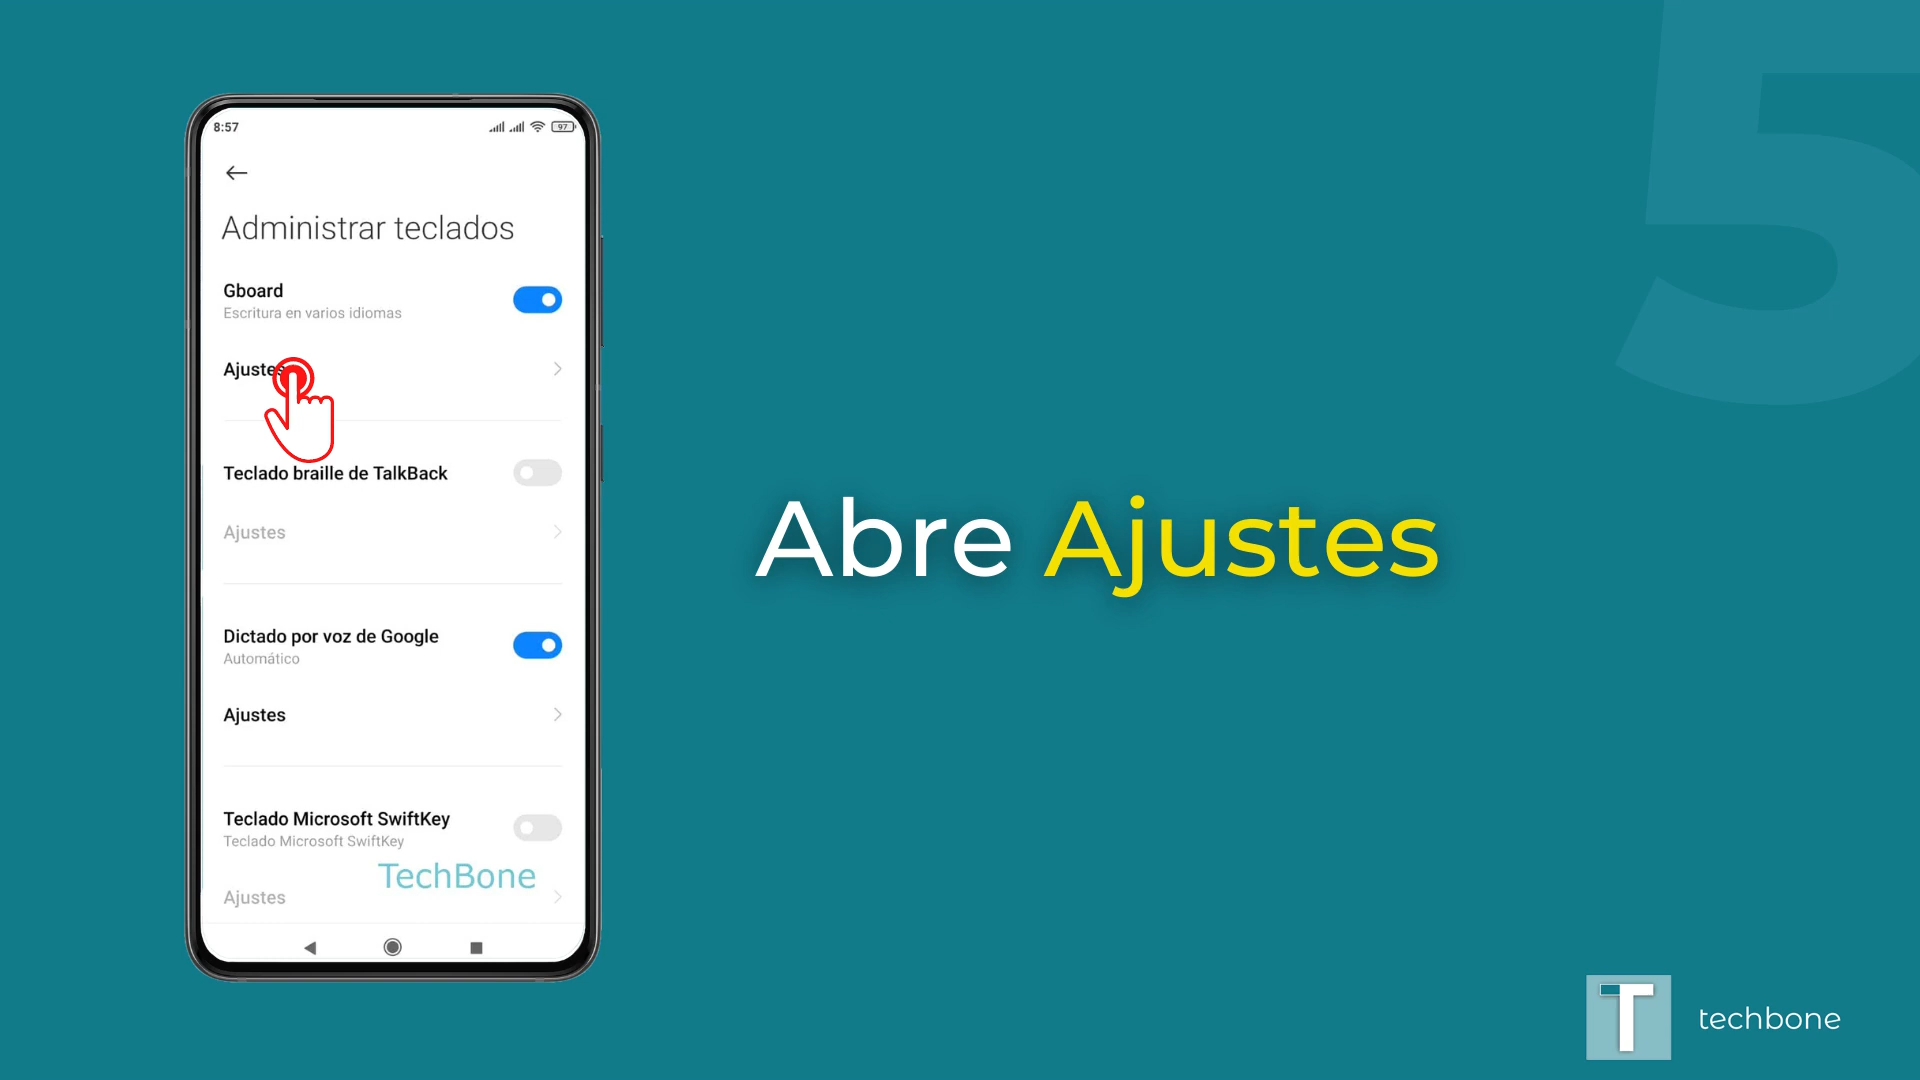 5
8:57
97
Administrar teclados
Gboard
Escritura en varios idiomas
Ajustes
Teclado braille de TalkBack
Ajustes
Dictado por voz de Google
Automático
Ajustes
Teclado Microsoft SwiftKey
Teclado Microsoft SwiftKey
TechBone
Ajustes
Abre Ajustes
T
techbone